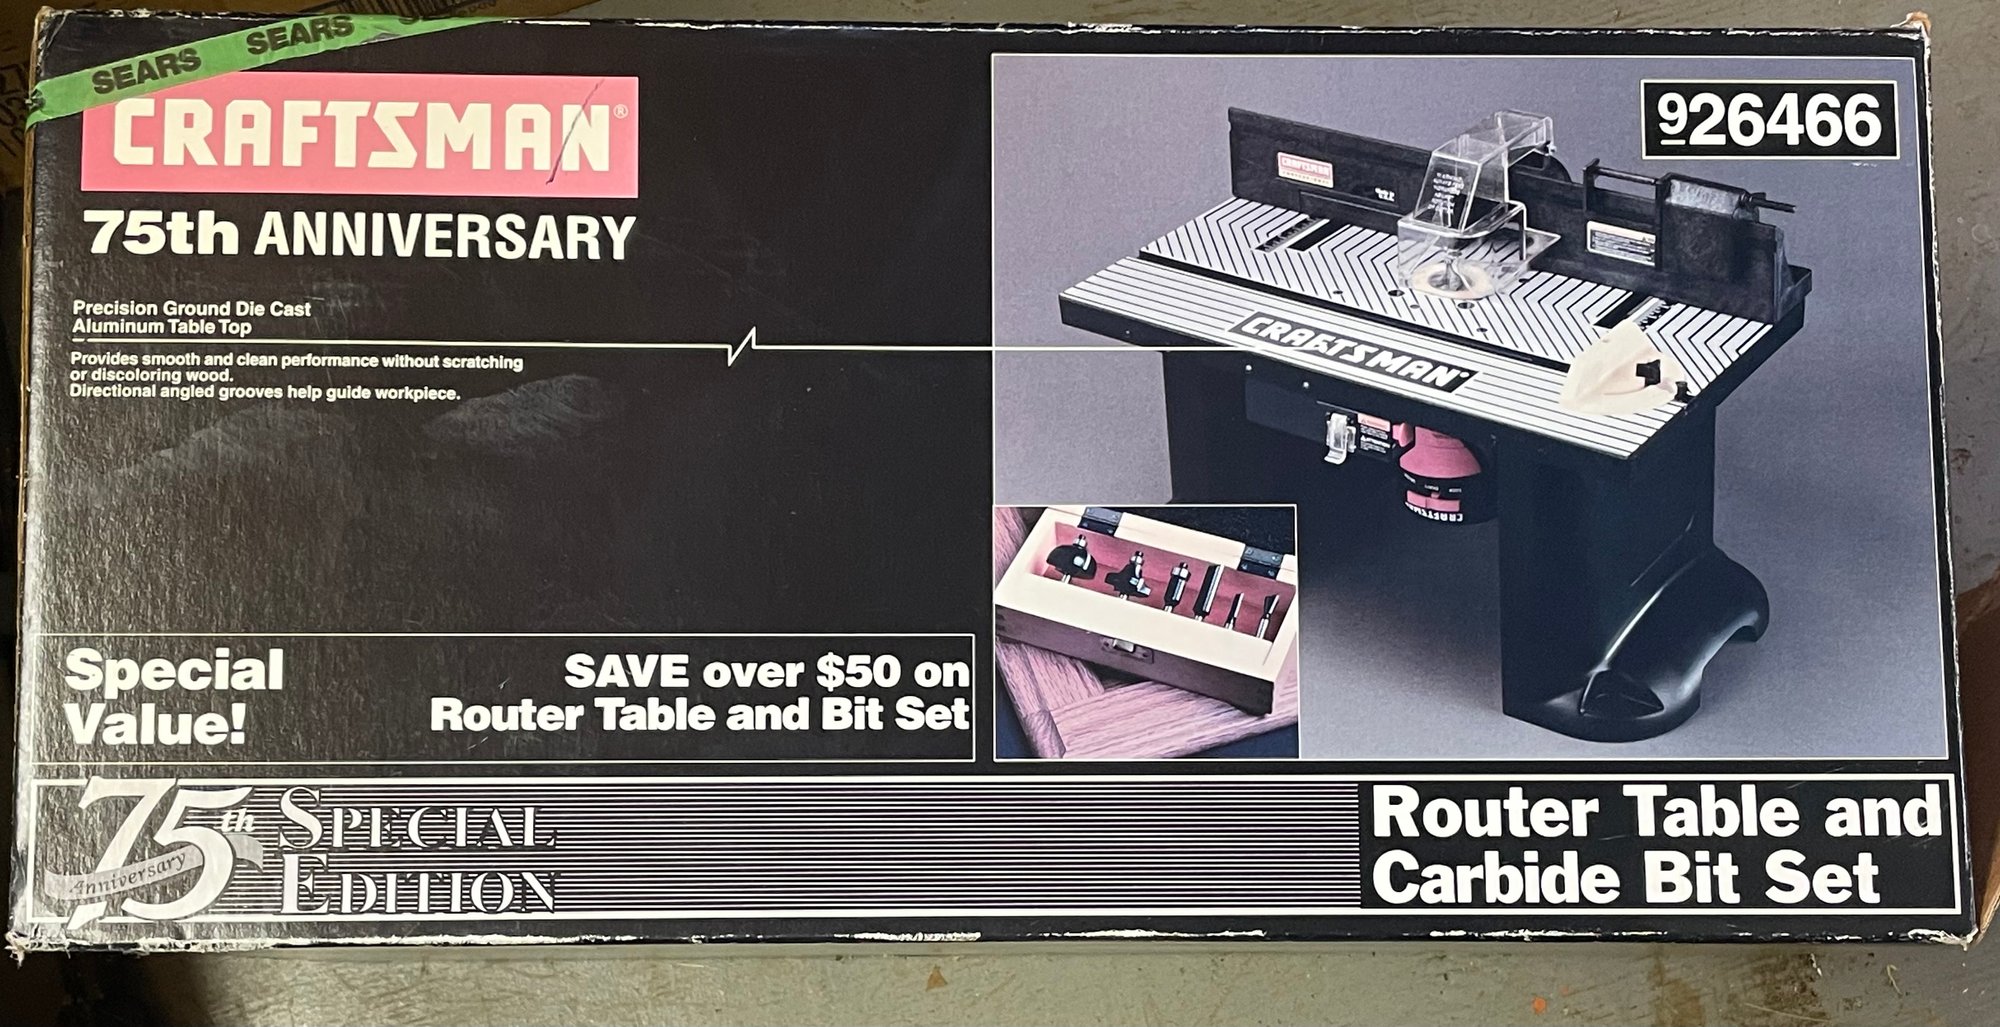 SEARS SEARS S
CRAFTSMAN®
75th ANNIVERSARY
Precision Ground Die Cast
Aluminum Table Top
Provides smooth and clean performance without scratching
or discoloring wood.
Directional angled grooves help guide workpiece.
926466
CRAFTSMAN
CRAFTSMAN
CRAFTSMAN
Special
Value!
SAVE over $50 on
Router Table and Bit Set
75th
Anniversary
SPECIAL
EDITION
Router Table and
Carbide Bit Set